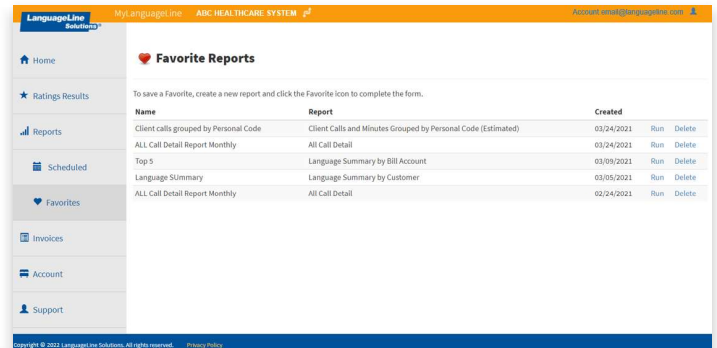 LanguageLine Solutions®
MyLanguageLine ABC HEALTHCARE SYSTEM Account.email@languageline.com
Home
Favorite Reports
Ratings Results
To save a Favorite, create a new report and click the Favorite icon to complete the form.
Name Report Created
Client calls grouped by Personal Code Client Calls and Minutes Grouped by Personal Code (Estimated) 03/24/2021 Run Delete
ALL Call Detail Report Monthly All Call Detail 03/24/2021 Run Delete
Top 5 Language Summary by Bill Account 03/09/2021 Run Delete
Language SUmmary Language Summary by Customer 03/05/2021 Run Delete
ALL Call Detail Report Monthly All Call Detail 02/24/2021 Run Delete
Reports
Scheduled
Favorites
Invoices
Account
Support
Copyright © 2022 LanguageLine Solutions. All rights reserved. Privacy Policy